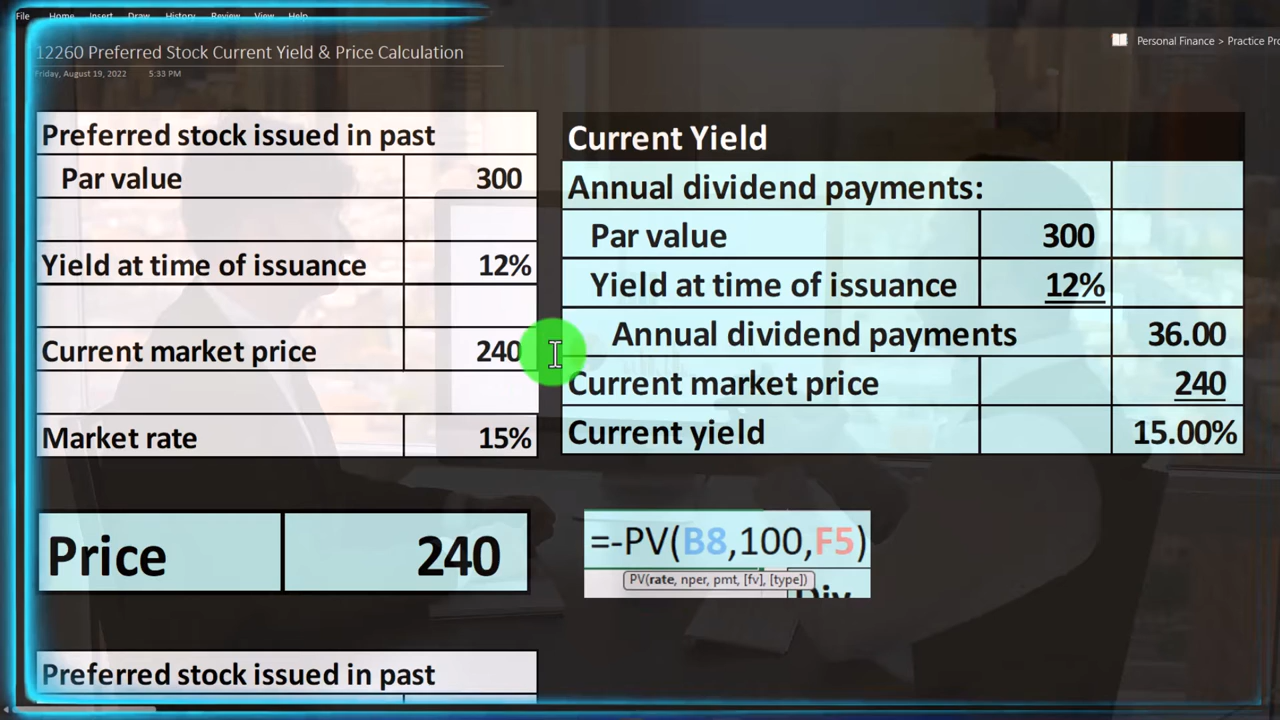 File Home Insert Draw History Review View Help
12260 Preferred Stock Current Yield & Price Calculation
Friday, August 19, 2022 5:33 PM
Personal Finance > Practice Pro
Preferred stock issued in past
Par value 300
Yield at time of issuance 12%
Current market price 240
Market rate 15%
Current Yield
Annual dividend payments:
Par value 300
Yield at time of issuance 12%
Annual dividend payments 36.00
Current market price 240
Current yield 15.00%
Price 240
=-PV(B8,100,F5)
PV(rate, nper, pmt, [fv], [type])
Div
Preferred stock issued in past